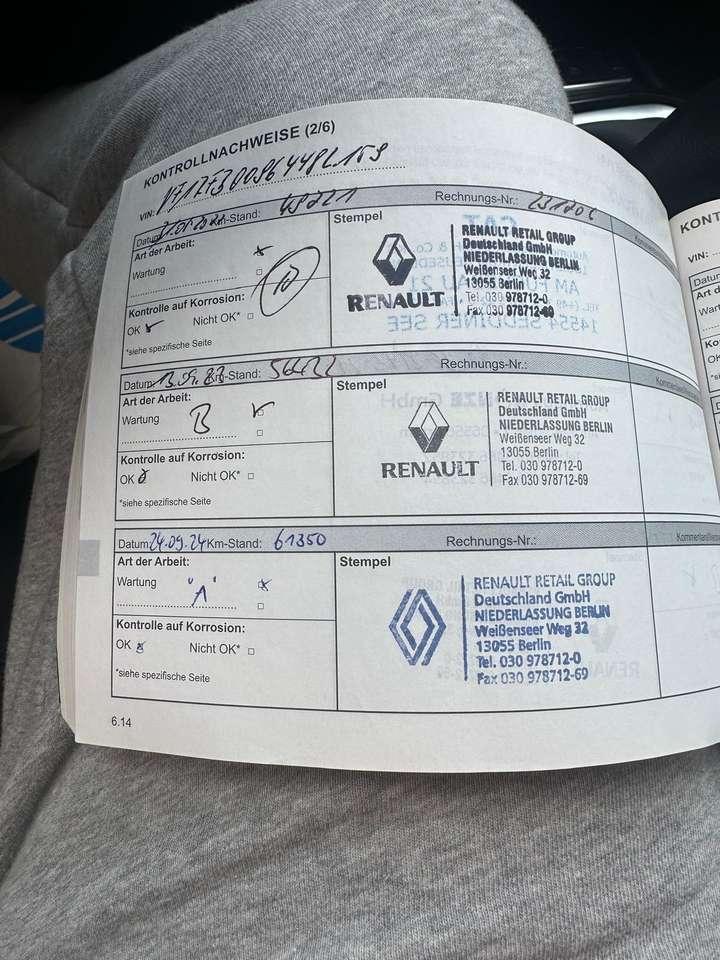 KONTROLLNACHWEISE (2/6)
VIN:
Datum: Km-Stand: Rechnungs-Nr.:
Art der Arbeit:
Wartung
Kontrolle auf Korrosion:
OK Nicht OK*
*siehe spezifische Seite
Stempel
RENAULT
RENAULT RETAIL GROUP
Deutschland GmbH
NIEDERLASSUNG BERLIN
Weißenseer Wg 32
13055 Berlin
Tel. 030 978712-0
Fax 030 978712-69
Datum: 13.09. Km-Stand: Rechnungs-Nr.:
Art der Arbeit:
Wartung B
Kontrolle auf Korrosion:
OK Nicht OK*
*siehe spezifische Seite
Stempel
RENAULT
RENAULT RETAIL GROUP
Deutschland GmbH
NIEDERLASSUNG BERLIN
Weißenseer Weg 32
13055 Berlin
Tel. 030 978712-0
Fax 030 978712-69
Datum: 24.09.24 Km-Stand: 61350 Rechnungs-Nr.:
Art der Arbeit:
Wartung "A"
Kontrolle auf Korrosion:
OK Nicht OK*
*siehe spezifische Seite
Stempel
RENAULT RETAIL GROUP
Deutschland GmbH
NIEDERLASSUNG BERLIN
Weißenseer Weg 32
13055 Berlin
Tel. 030 978712-0
Fax 030 978712-69
6.14
KONT
VIN: